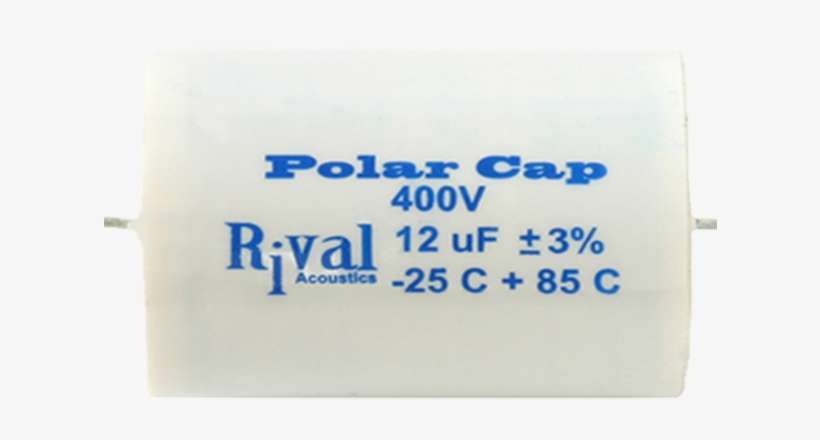 Polar Cap
400V
Rival
Acoustics
12 uF ±3%
-25 C + 85 C